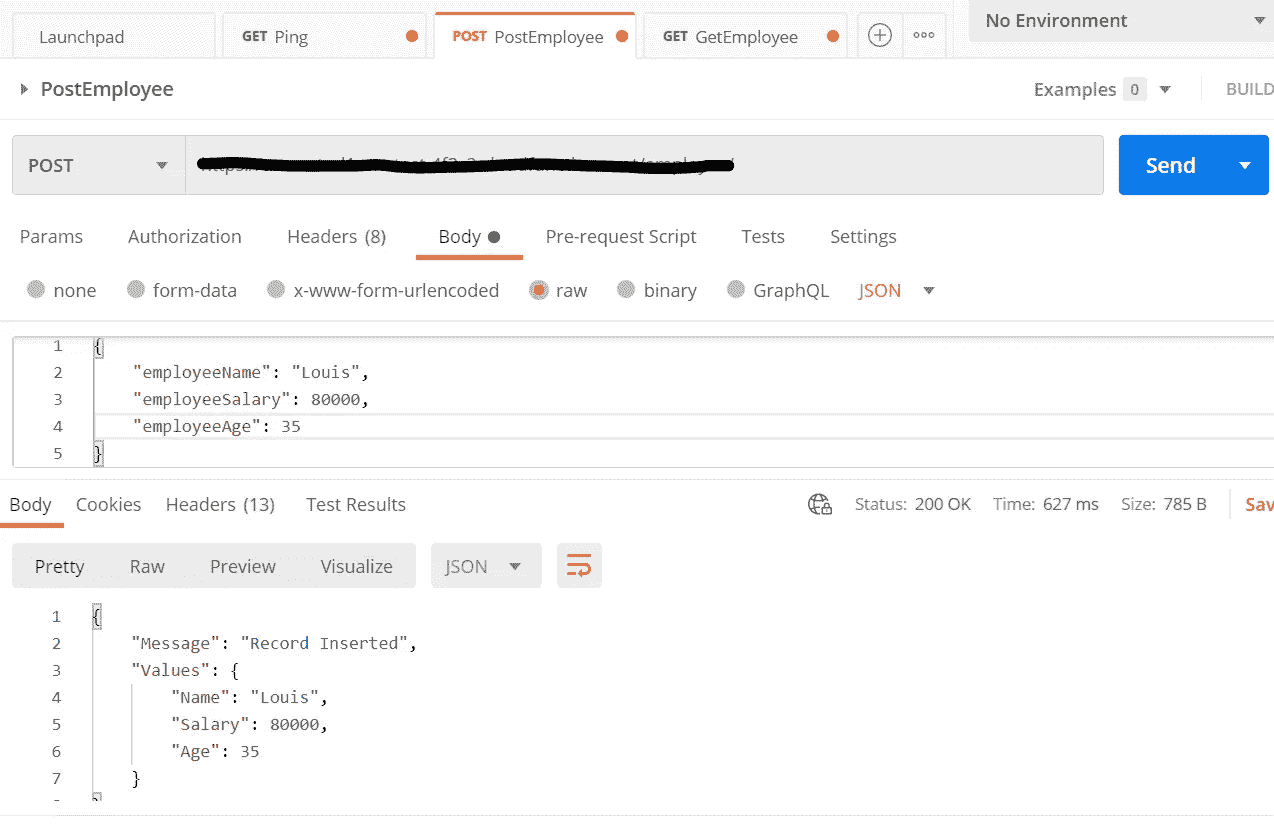 Launchpad GET Ping POST PostEmployee GET GetEmployee No Environment
PostEmployee Examples 0 BUILD
POST Send
Params Authorization Headers (8) Body Pre-request Script Tests Settings
none form-data x-www-form-urlencoded raw binary GraphQL JSON
1 {
2 "employeeName": "Louis",
3 "employeeSalary": 80000,
4 "employeeAge": 35
5 }
Body Cookies Headers (13) Test Results Status: 200 OK Time: 627 ms Size: 785 B Sav
Pretty Raw Preview Visualize JSON
1 {
2 "Message": "Record Inserted",
3 "Values": {
4 "Name": "Louis",
5 "Salary": 80000,
6 "Age": 35
7 }
}